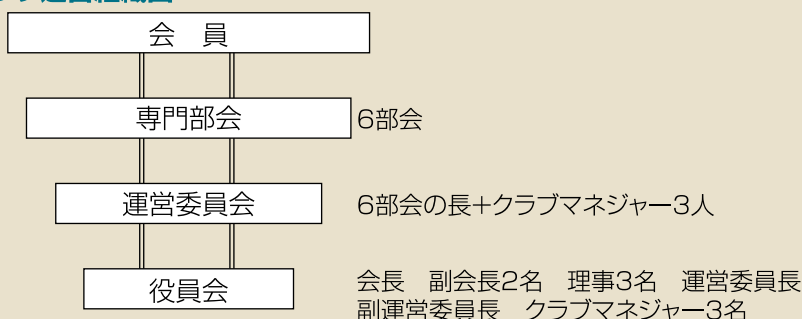 会 員
専門部会 6部会
運営委員会 6部会の長+クラブマネジャー3人
役員会 会長 副会長2名 理事3名 運営委員長
副運営委員長 クラブマネジャー3名